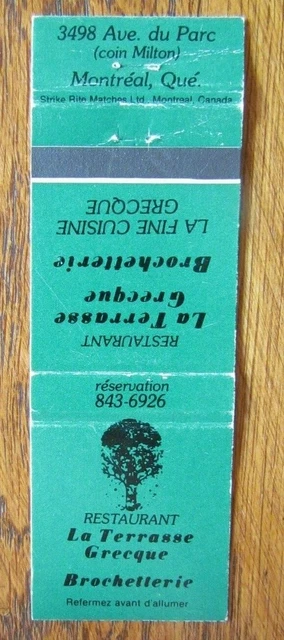 3498 Ave. du Parc
(coin Milton)
Montréal, Qué.
Strike Rite Matches Ltd., Montreal, Canada
RESTAURANT
La Terrasse
Grecque
Brochetterie
LA FINE CUISINE
GRECQUE
réservation
843-6926
RESTAURANT
La Terrasse
Grecque
Brochetterie
Refermez avant d'allumer